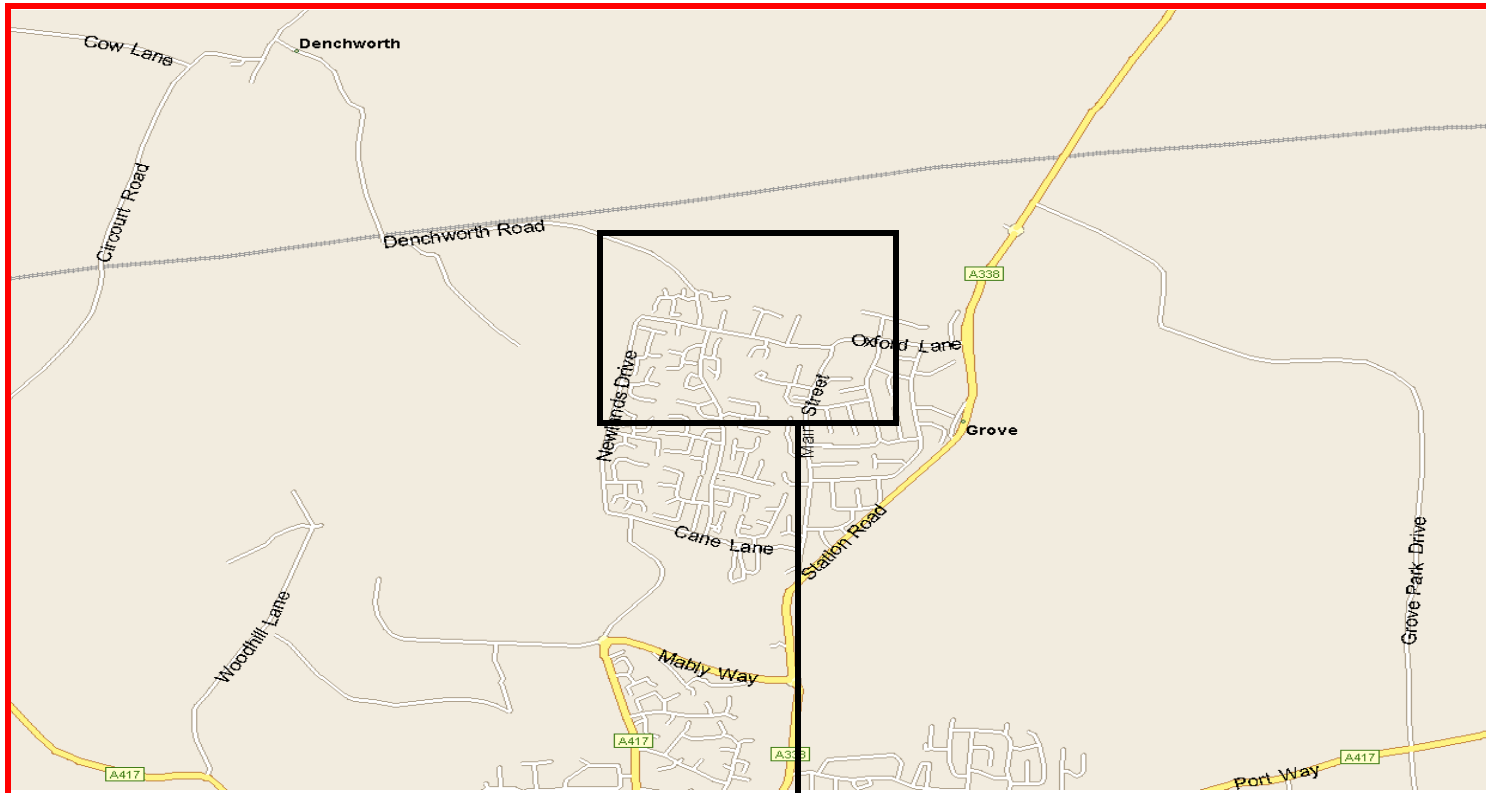 Cow Lane
Denchworth
Circourt Road
Denchworth Road
A338
Oxford Lane
Newlands Drive
Main Street
Grove
Cane Lane
Station Road
Grove Park Drive
Woodhill Lane
Mably Way
A417
A338
A417
A417
Port Way